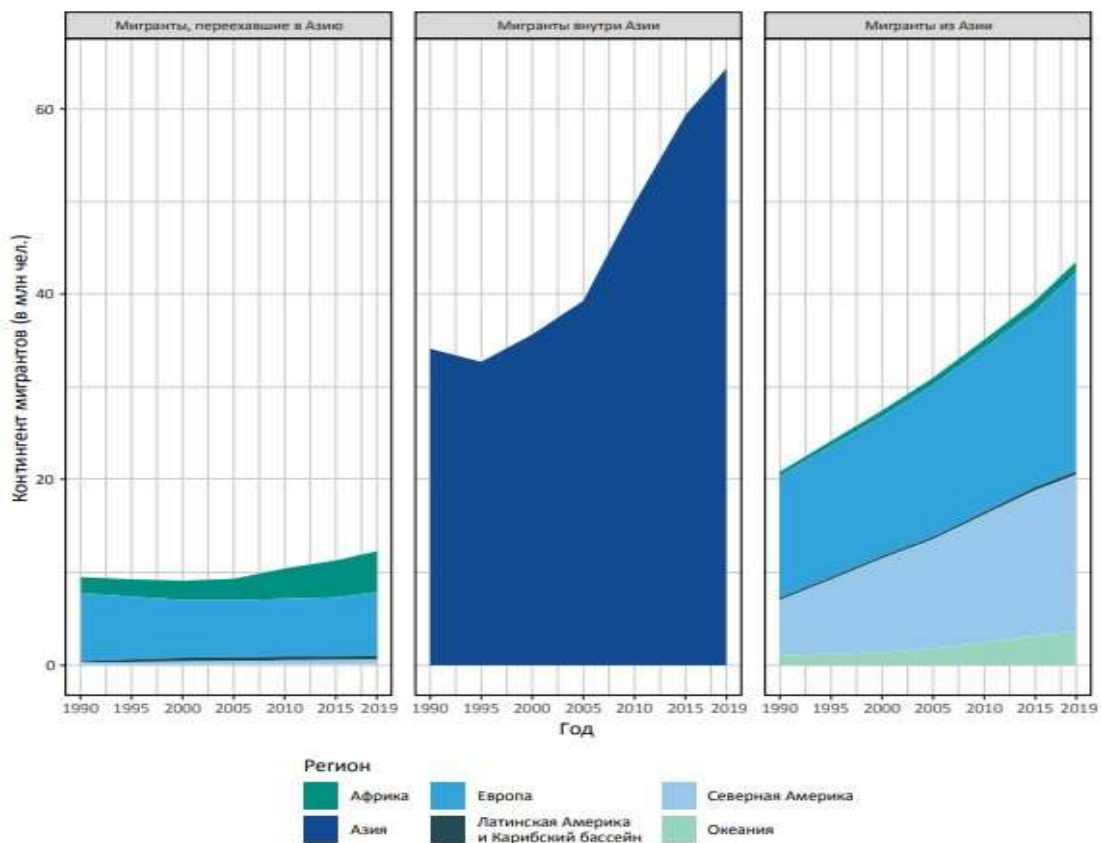 Мигранты, переехавшие в Азию
Мигранты внутри Азии
Мигранты из Азии
Контингент мигрантов (в млн чел.)
60
40
20
0
1990 1995 2000 2005 2010 2015 2019
1990 1995 2000 2005 2010 2015 2019
1990 1995 2000 2005 2010 2015 2019
Год
Регион
Африка
Европа
Северная Америка
Азия
Латинская Америка
и Карибский бассейн
Океания